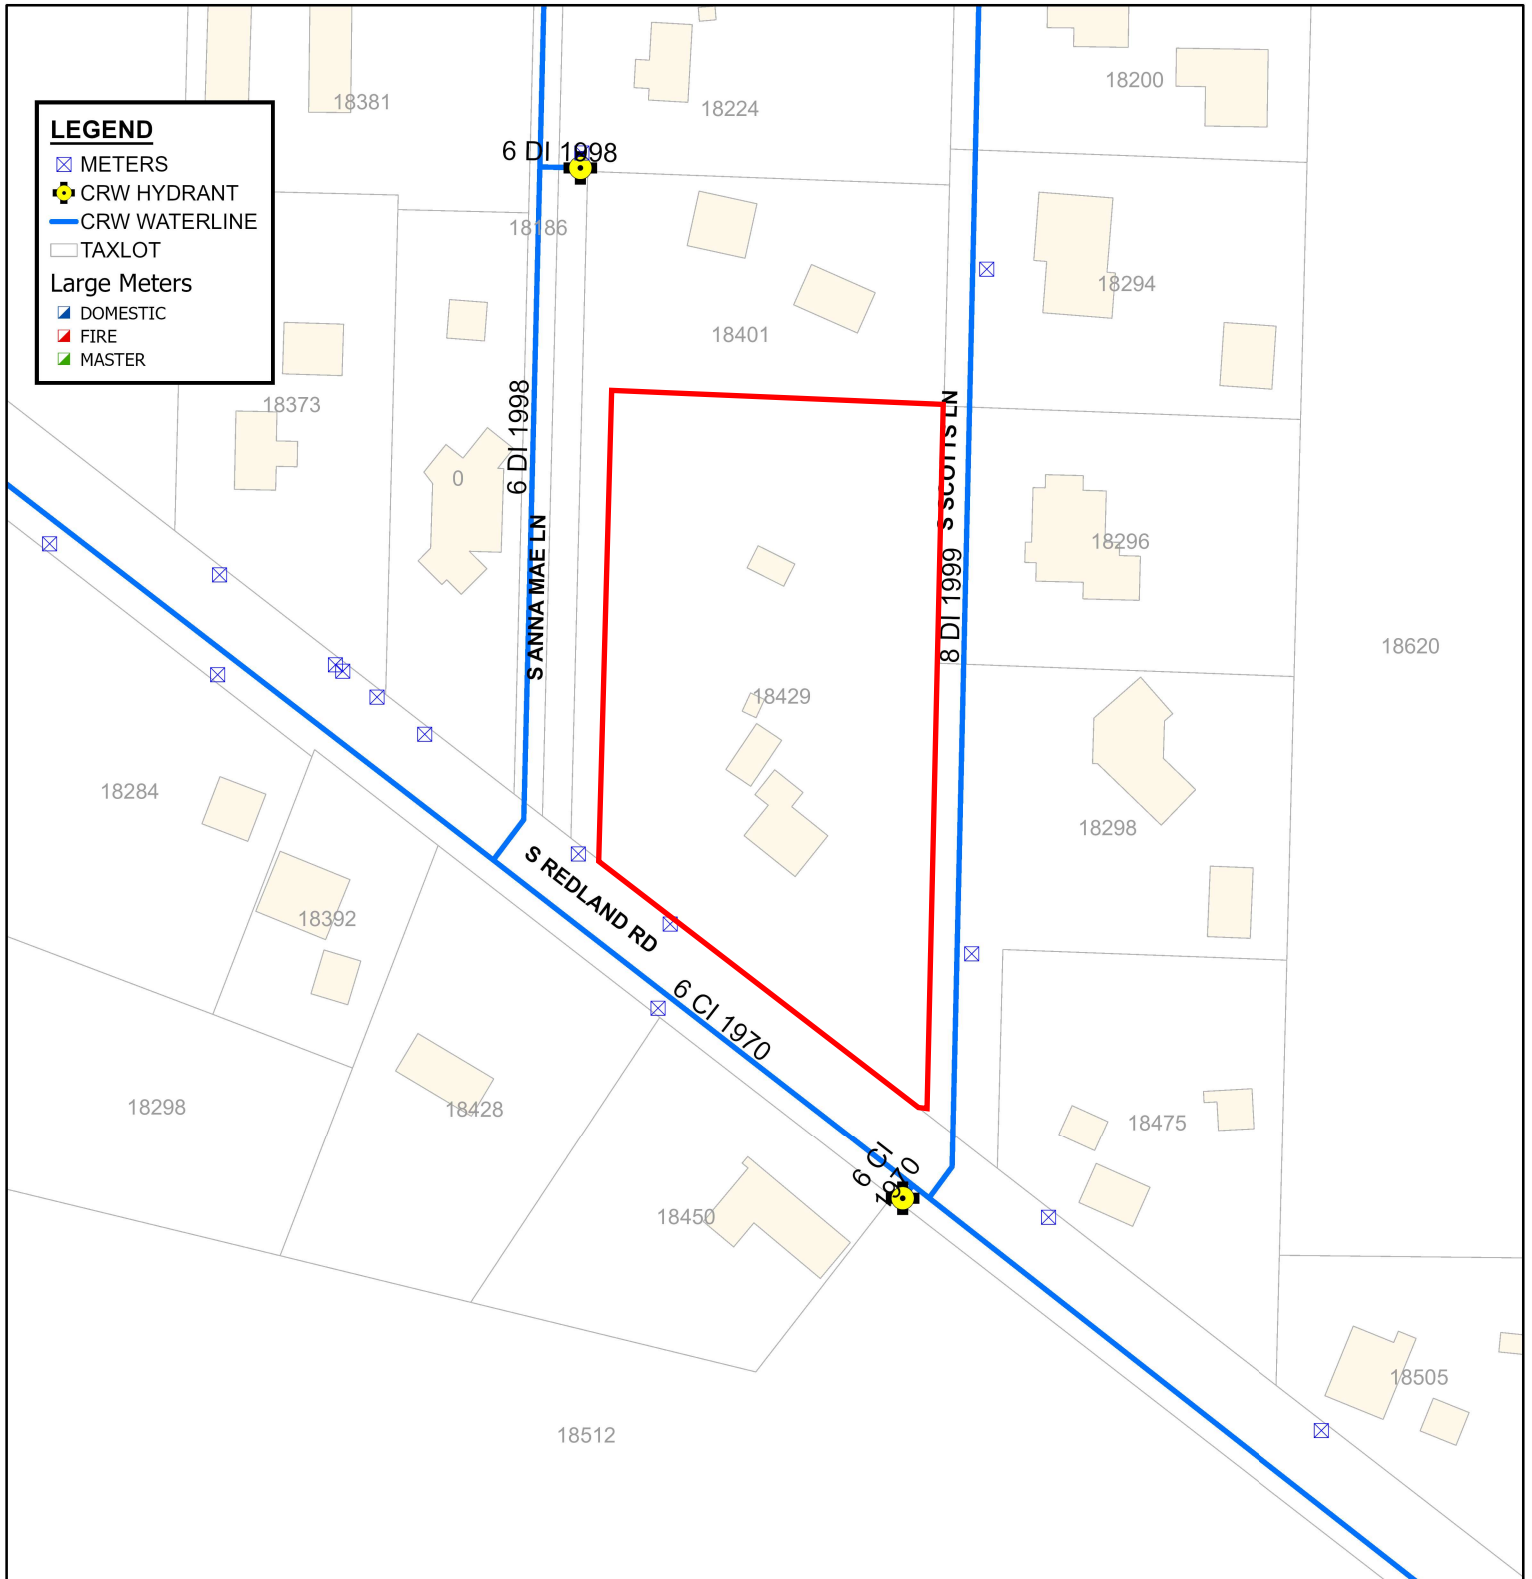 18381
18224
18200
LEGEND
METERS
CRW HYDRANT
CRW WATERLINE
TAXLOT
Large Meters
DOMESTIC
FIRE
MASTER
6 DI 1998
18186
18294
18401
18373
0
6 DI 1998
S ANNA MAE LN
S SCOTTS LN
8 DI 1999
18296
18620
18429
18284
18298
S REDLAND RD
18392
6 CI 1970
18298
18428
18475
6 CI
1970
18450
18505
18512